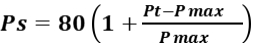 Ps = 80(1 + (Pt−P max)/(P max))